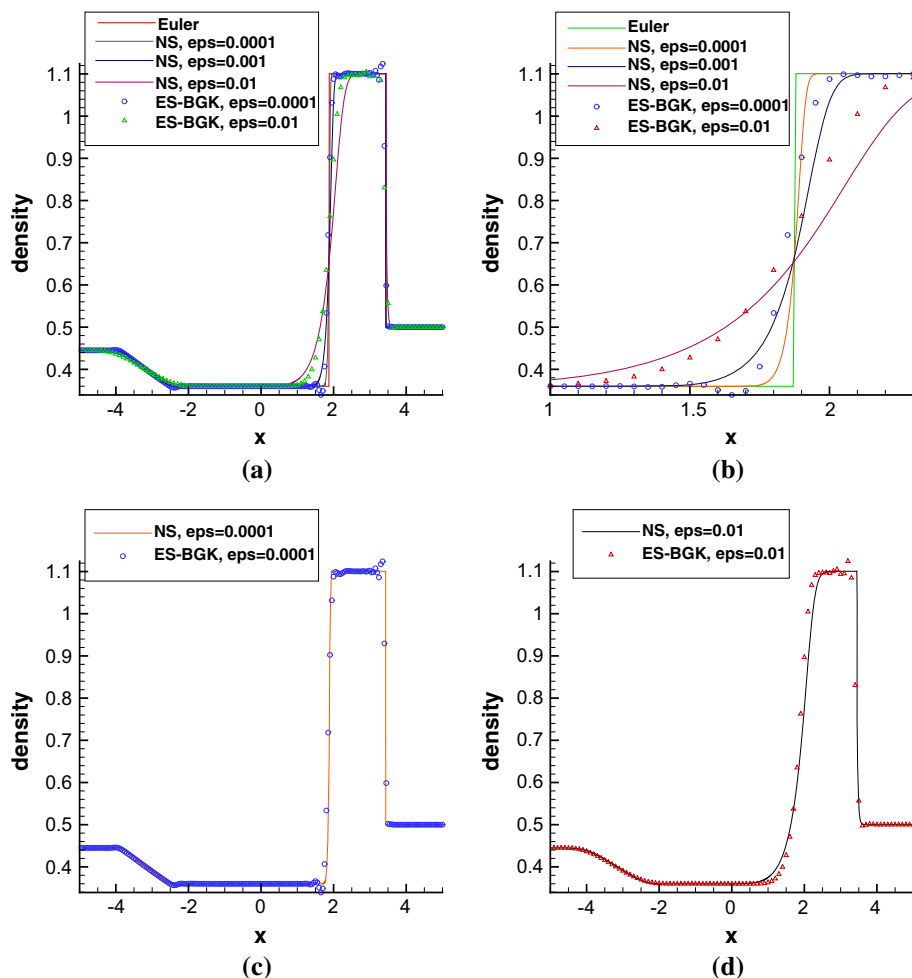 Euler
NS, eps=0.0001
NS, eps=0.001
NS, eps=0.01
ES-BGK, eps=0.0001
ES-BGK, eps=0.01
1.1
1
0.9
0.8
0.7
0.6
0.5
0.4
density
-4 -2 0 2 4
x
(a)
Euler
NS, eps=0.0001
NS, eps=0.001
NS, eps=0.01
ES-BGK, eps=0.0001
ES-BGK, eps=0.01
1.1
1
0.9
0.8
0.7
0.6
0.5
0.4
density
1 1.5 2
x
(b)
NS, eps=0.0001
ES-BGK, eps=0.0001
1.1
1
0.9
0.8
0.7
0.6
0.5
0.4
density
-4 -2 0 2 4
x
(c)
NS, eps=0.01
ES-BGK, eps=0.01
1.1
1
0.9
0.8
0.7
0.6
0.5
0.4
density
-4 -2 0 2 4
x
(d)